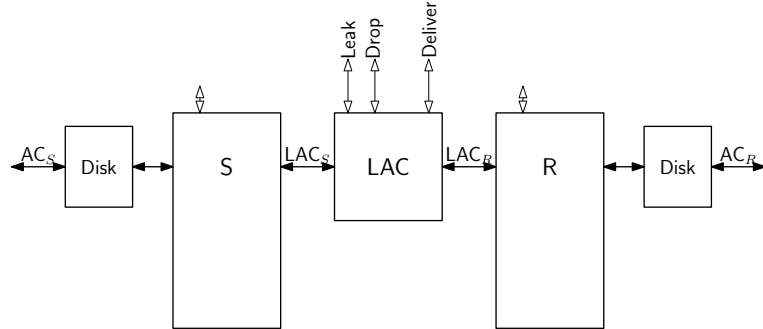 Leak
Drop
Deliver
AC_S
Disk
S
LAC_S
LAC
LAC_R
R
Disk
AC_R